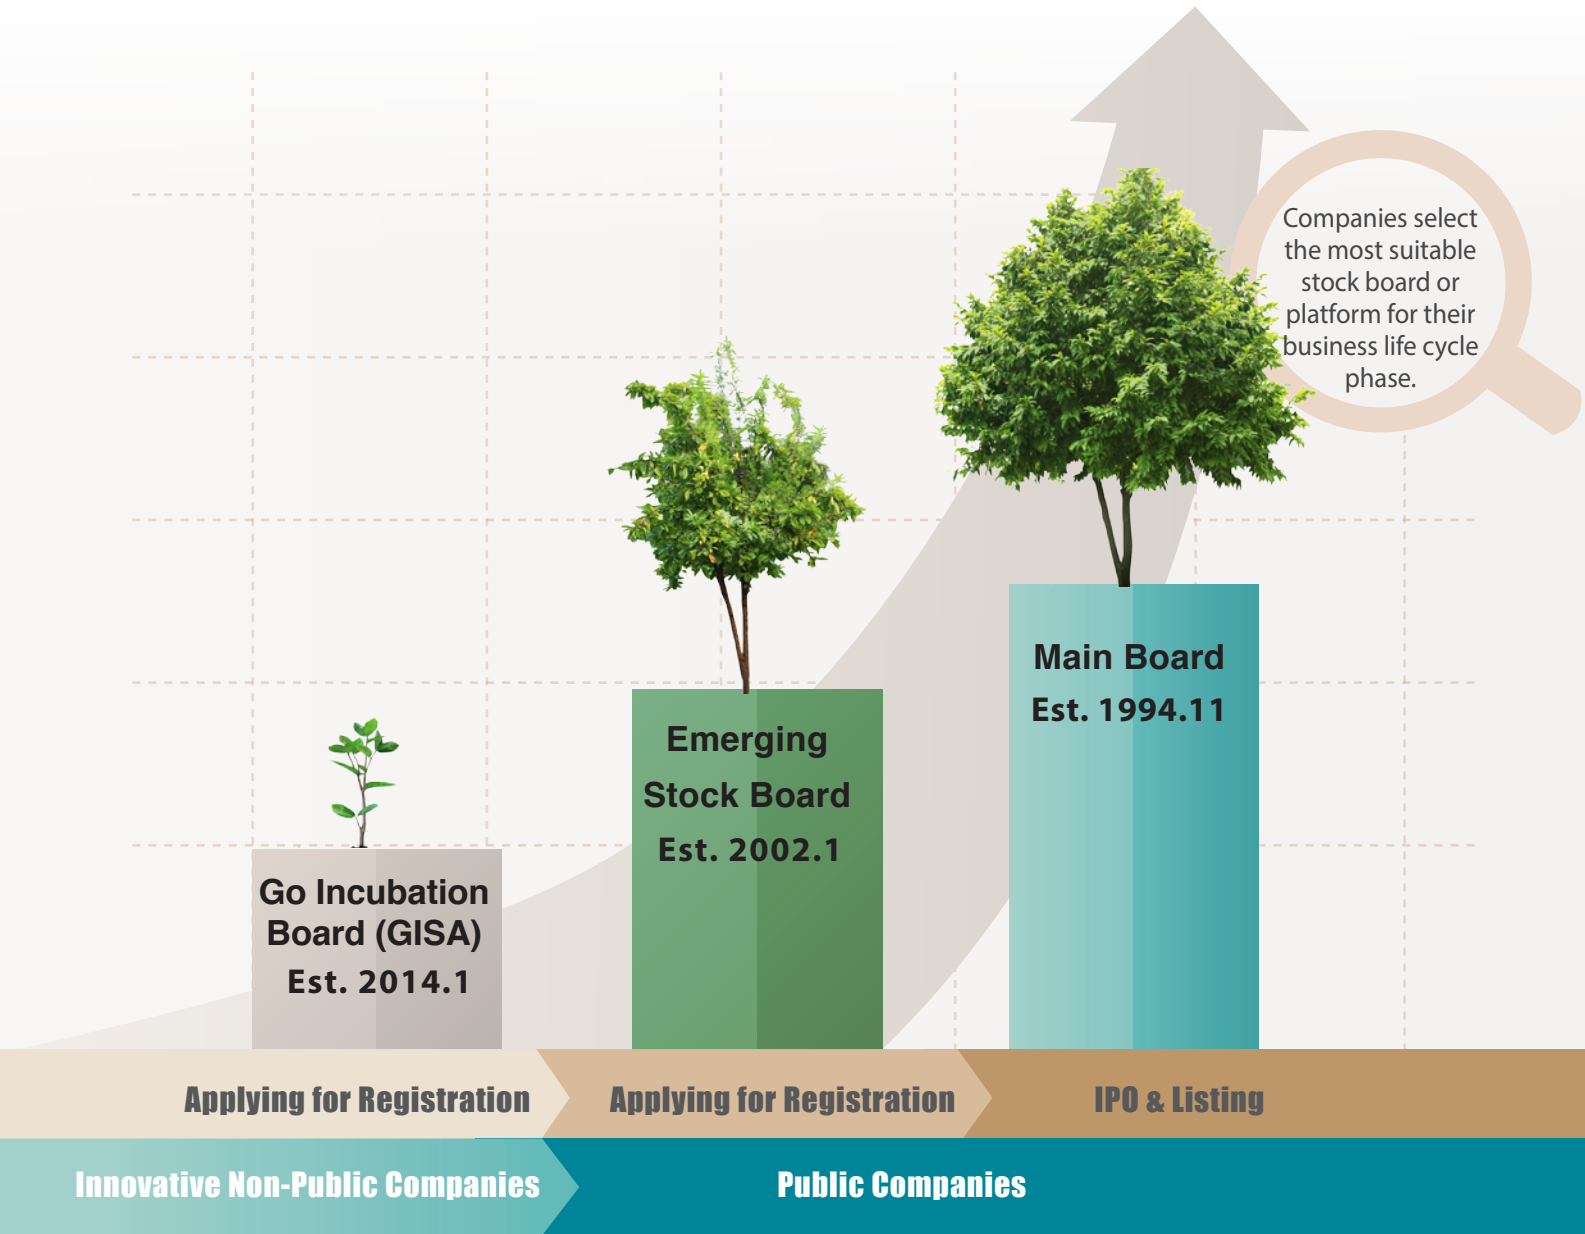 Companies select
the most suitable
stock board or
platform for their
business life cycle
phase.
Main Board
Est. 1994.11
Emerging
Stock Board
Est. 2002.1
Go Incubation
Board (GISA)
Est. 2014.1
Applying for Registration
Applying for Registration
IPO & Listing
Innovative Non-Public Companies
Public Companies